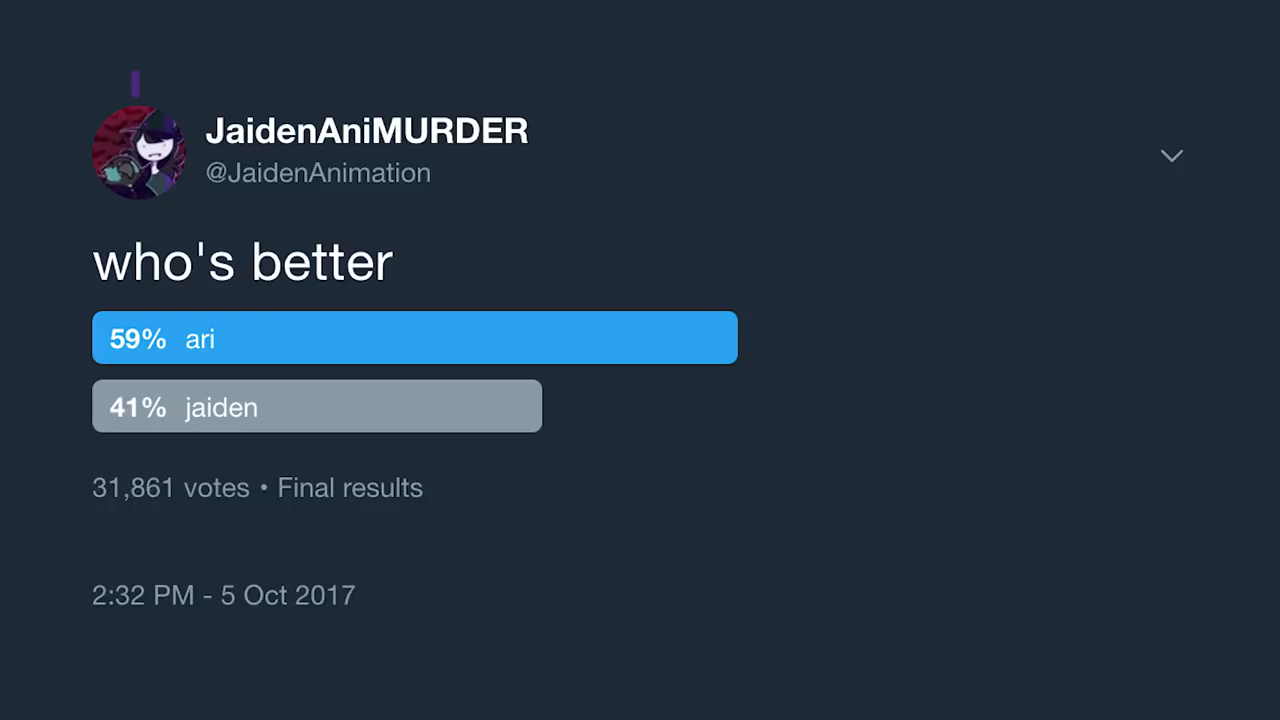 JaidenAniMURDER
@JaidenAnimation
who's better
59% ari
41% jaiden
31,861 votes • Final results
2:32 PM - 5 Oct 2017